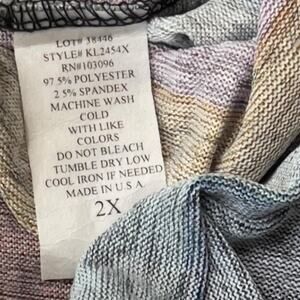 LOT# 38446
STYLE# KL2454X
RN#103096
97.5% POLYESTER
2.5% SPANDEX
MACHINE WASH
COLD
WITH LIKE
COLORS
DO NOT BLEACH
TUMBLE DRY LOW
COOL IRON IF NEEDED
MADE IN U.S.A.
2X